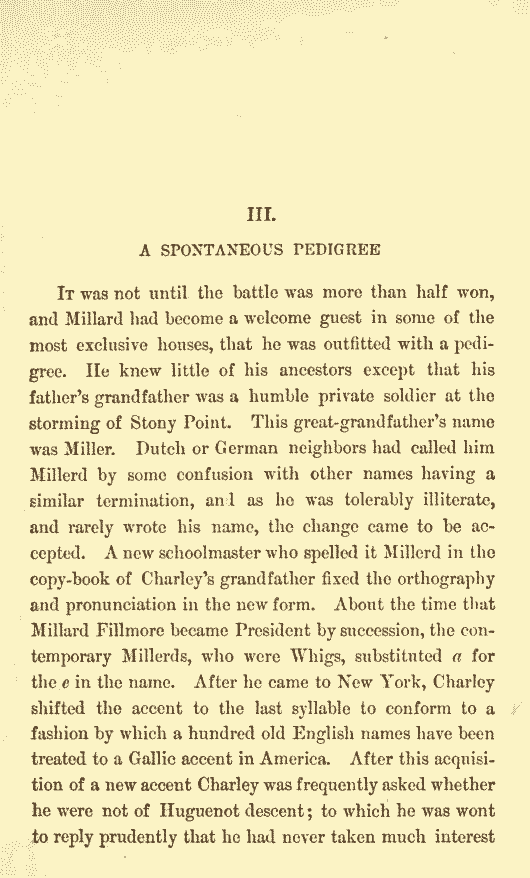 III.
A SPONTANEOUS PEDIGREE
It was not until the battle was more than half won,
and Millard had become a welcome guest in some of the
most exclusive houses, that he was outfitted with a pedi-
gree. He knew little of his ancestors except that his
father's grandfather was a humble private soldier at the
storming of Stony Point. This great-grandfather's name
was Miller. Dutch or German neighbors had called him
Millerd by some confusion with other names having a
similar termination, and as he was tolerably illiterate,
and rarely wrote his name, the change came to be ac-
cepted. A new schoolmaster who spelled it Millerd in the
copy-book of Charley's grandfather fixed the orthography
and pronunciation in the new form. About the time that
Millard Fillmore became President by succession, the con-
temporary Millerds, who were Whigs, substituted a for
the e in the name. After he came to New York, Charley
shifted the accent to the last syllable to conform to a
fashion by which a hundred old English names have been
treated to a Gallic accent in America. After this acquisi-
tion of a new accent Charley was frequently asked whether
he were not of Huguenot descent; to which he was wont
to reply prudently that he had never taken much interest